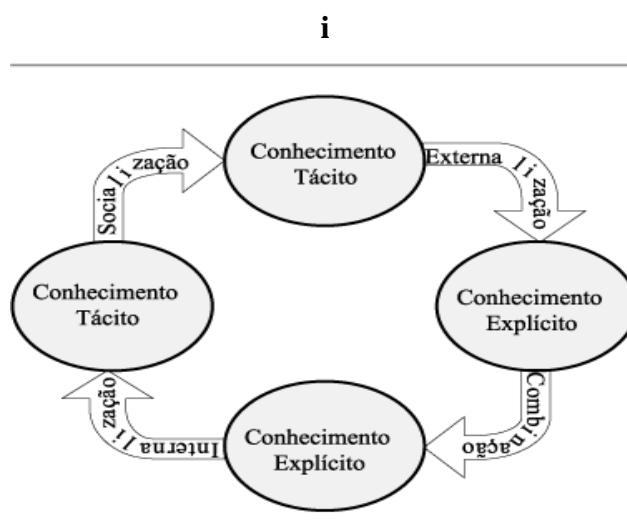 i
Conhecimento
Tácito
Externalização
Conhecimento
Explícito
Combinação
Conhecimento
Explícito
Internalização
Conhecimento
Tácito
Socialização